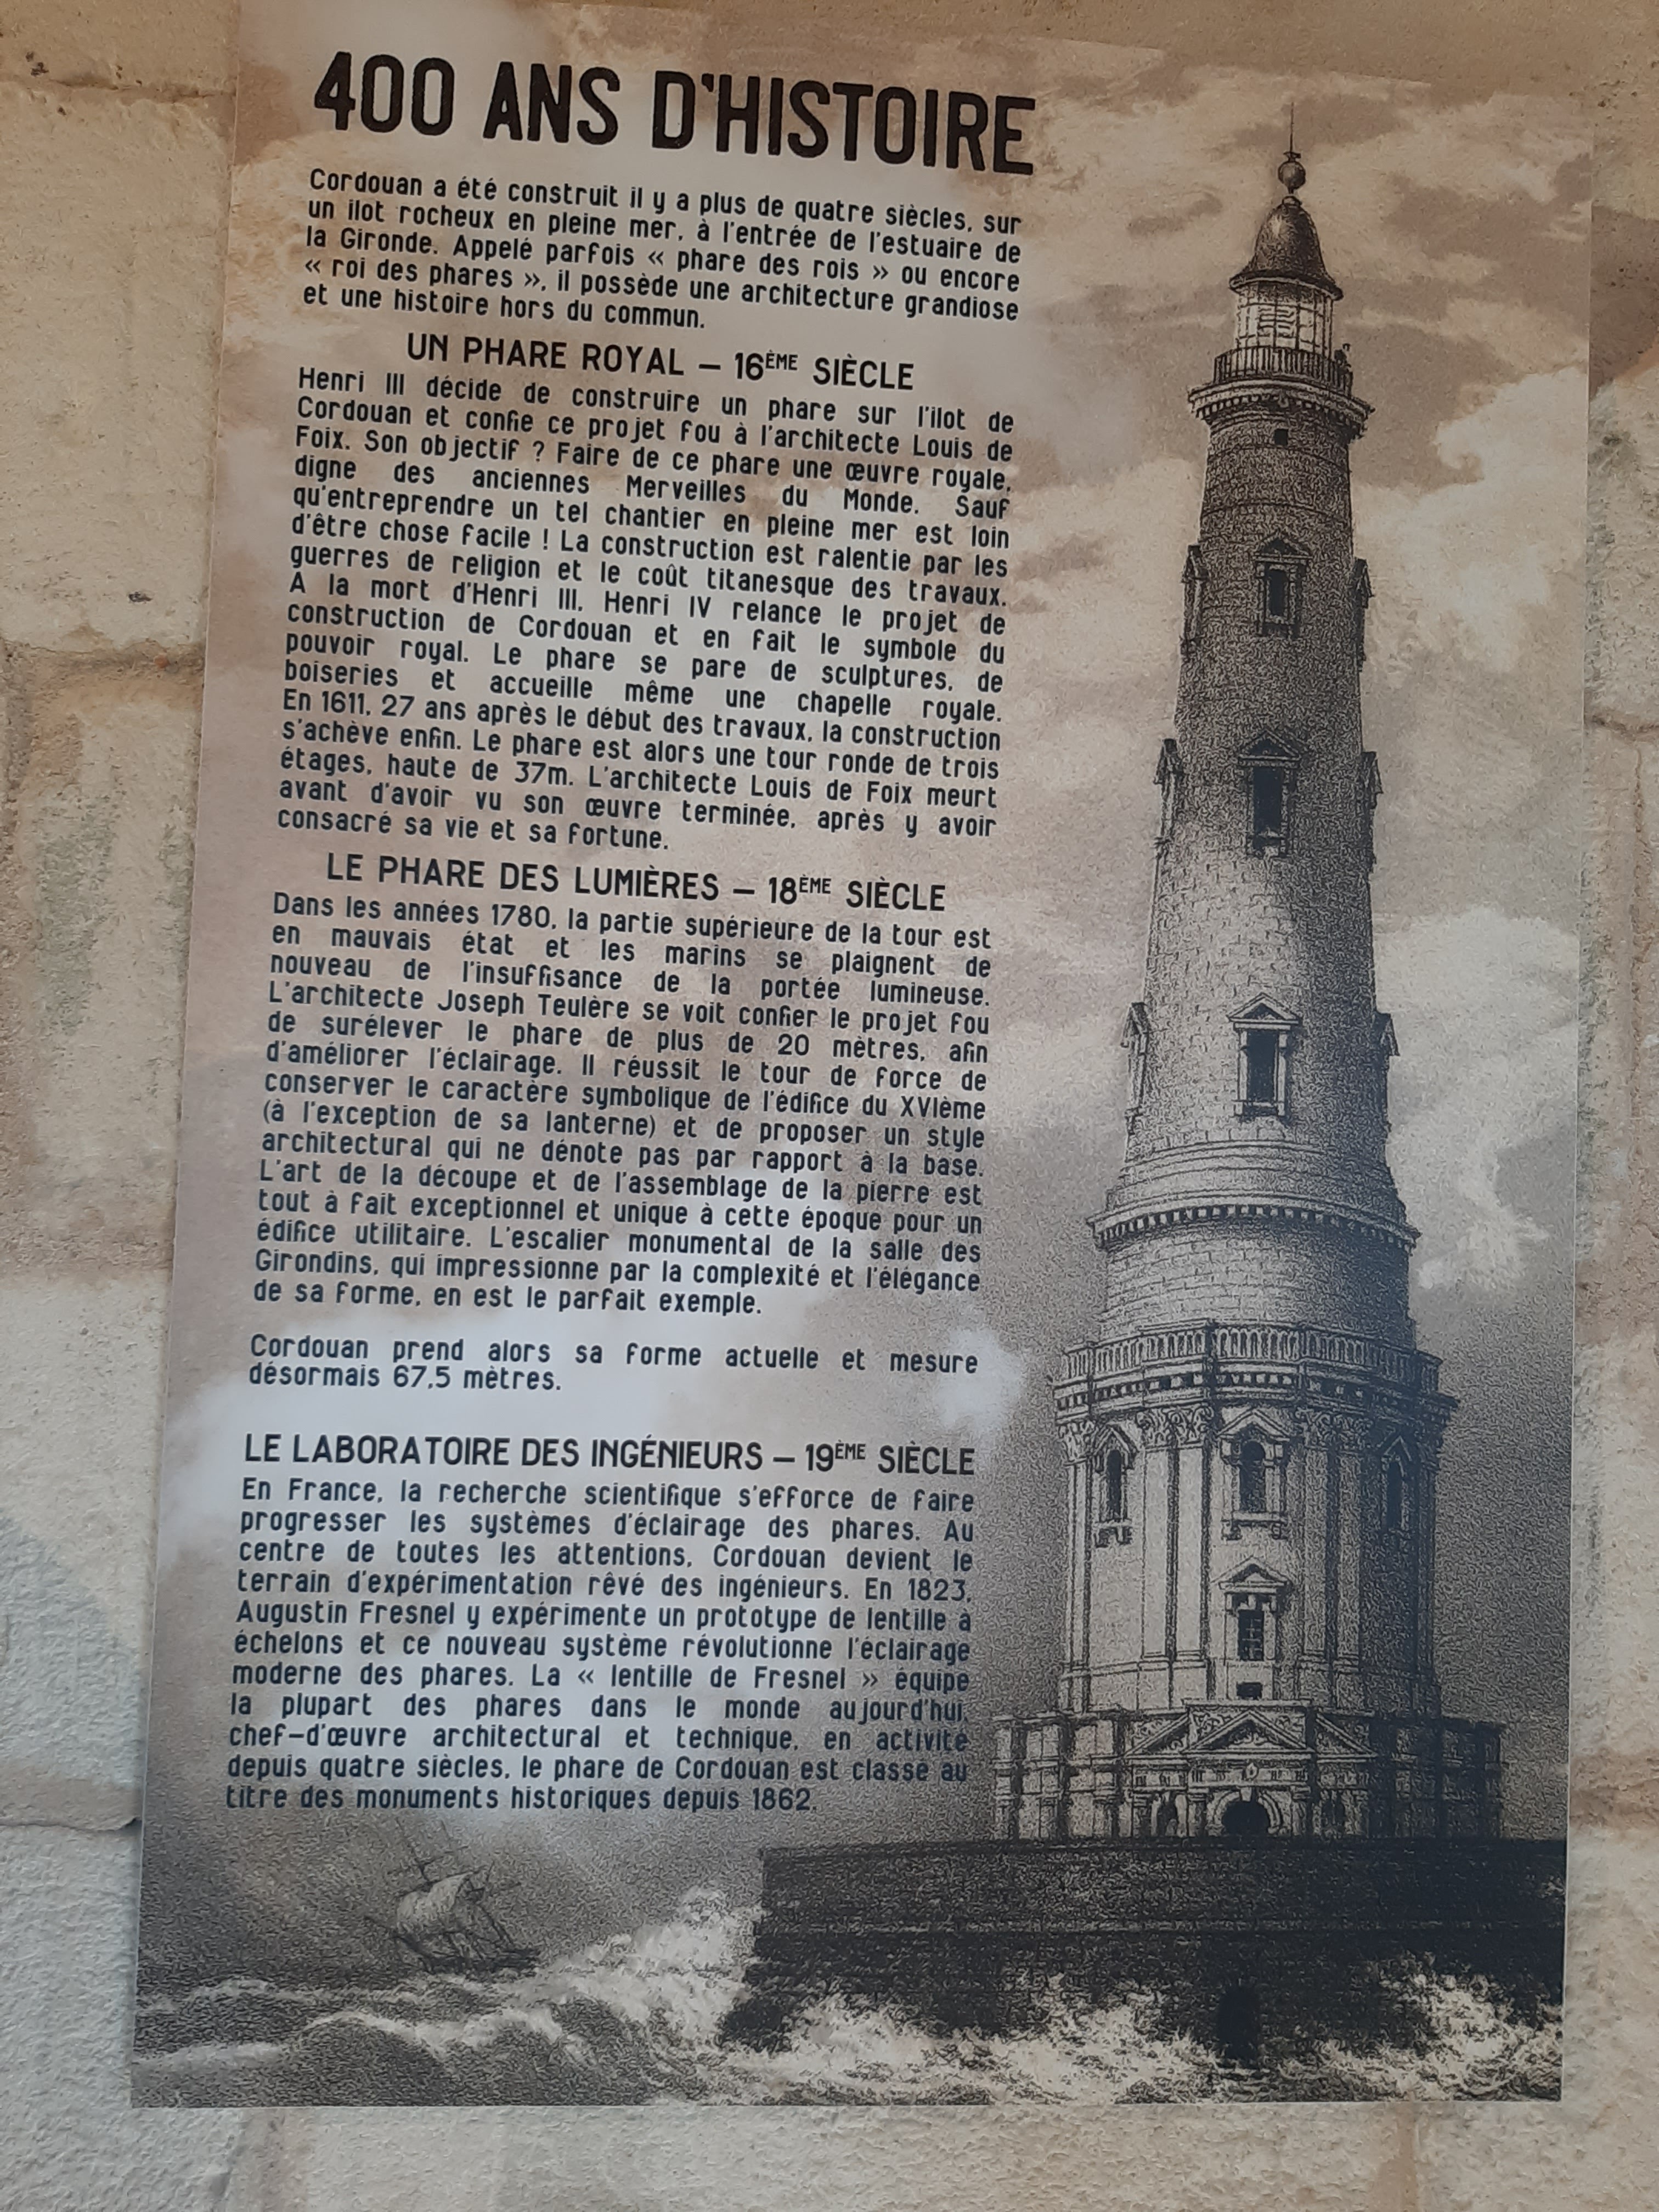 400 ANS D'HISTOIRE
Cordouan a été construit il y a plus de quatre siècles, sur
un ilot rocheux en pleine mer, à l'entrée de l'estuaire de
la Gironde. Appelé parfois « phare des rois » ou encore
« roi des phares », il possède une architecture grandiose
et une histoire hors du commun.
UN PHARE ROYAL – 16ÈME SIÈCLE
Henri III décide de construire un phare sur l'ilot de
Cordouan et confie ce projet fou à l'architecte Louis de
Foix. Son objectif ? Faire de ce phare une œuvre royale,
digne des anciennes Merveilles du Monde. Sauf
qu'entreprendre un tel chantier en pleine mer est loin
d'être chose facile ! La construction est ralentie par les
guerres de religion et le coût titanesque des travaux.
A la mort d'Henri III, Henri IV relance le projet de
construction de Cordouan et en fait le symbole du
pouvoir royal. Le phare se pare de sculptures, de
boiseries et accueille même une chapelle royale.
En 1611, 27 ans après le début des travaux, la construction
s'achève enfin. Le phare est alors une tour ronde de trois
étages, haute de 37m. L'architecte Louis de Foix meurt
avant d'avoir vu son œuvre terminée, après y avoir
consacré sa vie et sa fortune.
LE PHARE DES LUMIÈRES – 18ÈME SIÈCLE
Dans les années 1780, la partie supérieure de la tour est
en mauvais état et les marins se plaignent de
nouveau de l'insuffisance de la portée lumineuse.
L'architecte Joseph Teulère se voit confier le projet fou
de surélever le phare de plus de 20 mètres, afin
d'améliorer l'éclairage. Il réussit le tour de force de
conserver le caractère symbolique de l'édifice du XVIème
(à l'exception de sa lanterne) et de proposer un style
architectural qui ne dénote pas par rapport à la base.
L'art de la découpe et de l'assemblage de la pierre est
tout à fait exceptionnel et unique à cette époque pour un
édifice utilitaire. L'escalier monumental de la salle des
Girondins, qui impressionne par la complexité et l'élégance
de sa forme, en est le parfait exemple.
Cordouan prend alors sa forme actuelle et mesure
désormais 67,5 mètres.
LE LABORATOIRE DES INGÉNIEURS – 19ÈME SIÈCLE
En France, la recherche scientifique s'efforce de faire
progresser les systèmes d'éclairage des phares. Au
centre de toutes les attentions, Cordouan devient le
terrain d'expérimentation rêvé des ingénieurs. En 1823,
Augustin Fresnel y expérimente un prototype de lentille à
échelons et ce nouveau système révolutionne l'éclairage
moderne des phares. La « lentille de Fresnel » équipe
la plupart des phares dans le monde aujourd'hui,
chef-d'œuvre architectural et technique, en activité
depuis quatre siècles, le phare de Cordouan est classé au
titre des monuments historiques depuis 1862.